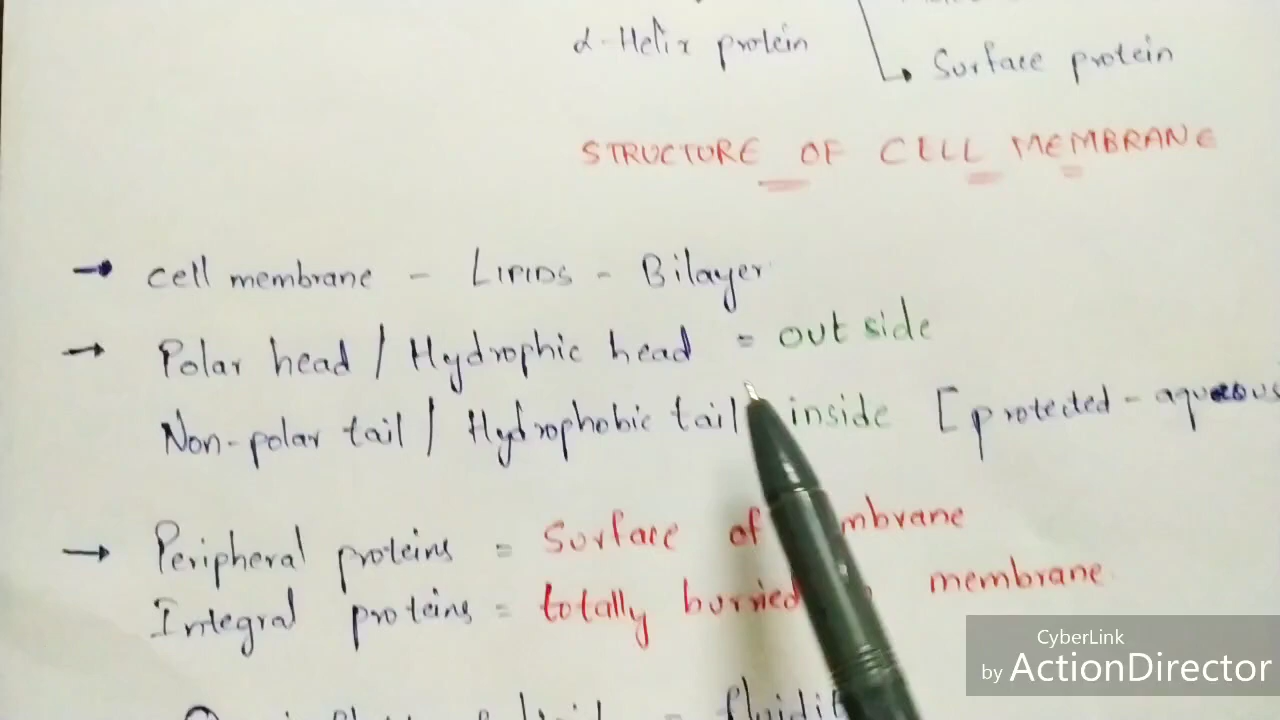 α-Helix protein
Surface protein
STRUCTURE OF CELL MEMBRANE
→ Cell membrane - LIPIDS - Bilayer
→ Polar head / Hydrophic head = out side
Non-polar tail / Hydrophobic tail inside [protected - aqueous
→ Peripheral proteins = Surface of mbrane
Integral proteins = totally burried membrane.
= fluidit
CyberLink
by ActionDirector